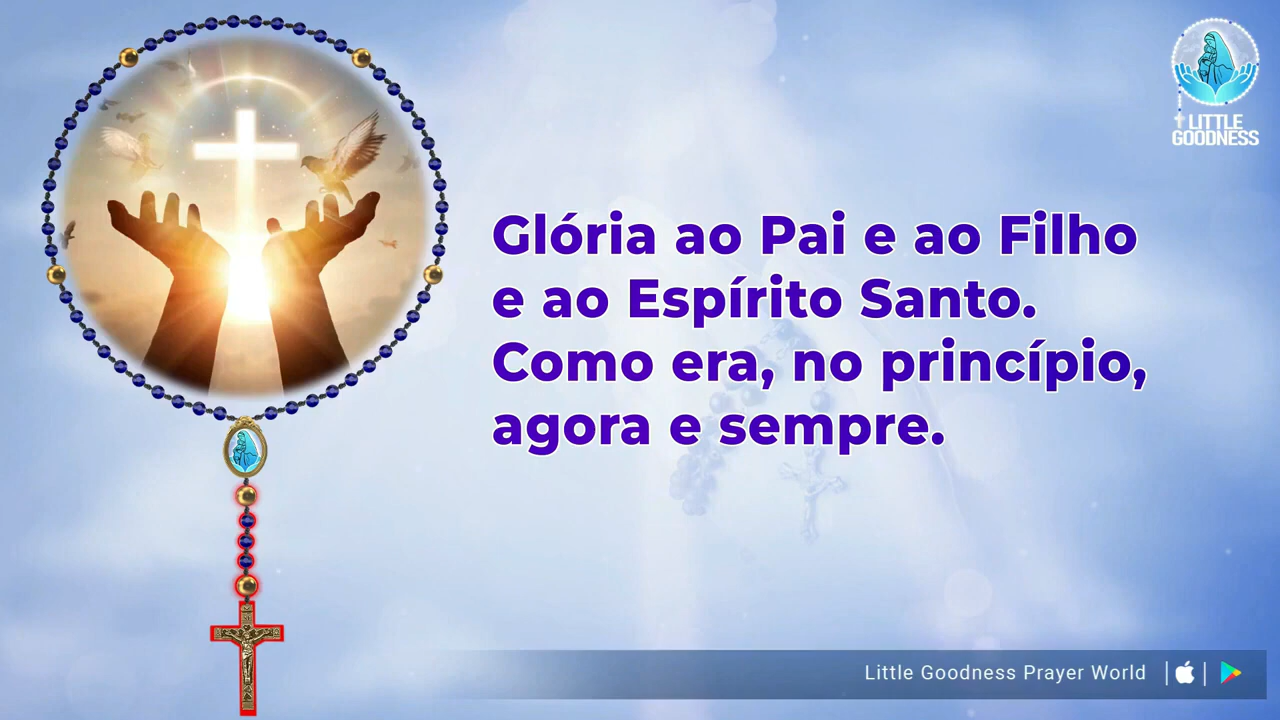 LITTLE
GOODNESS
Glória ao Pai e ao Filho
e ao Espírito Santo.
Como era, no princípio,
agora e sempre.
Little Goodness Prayer World